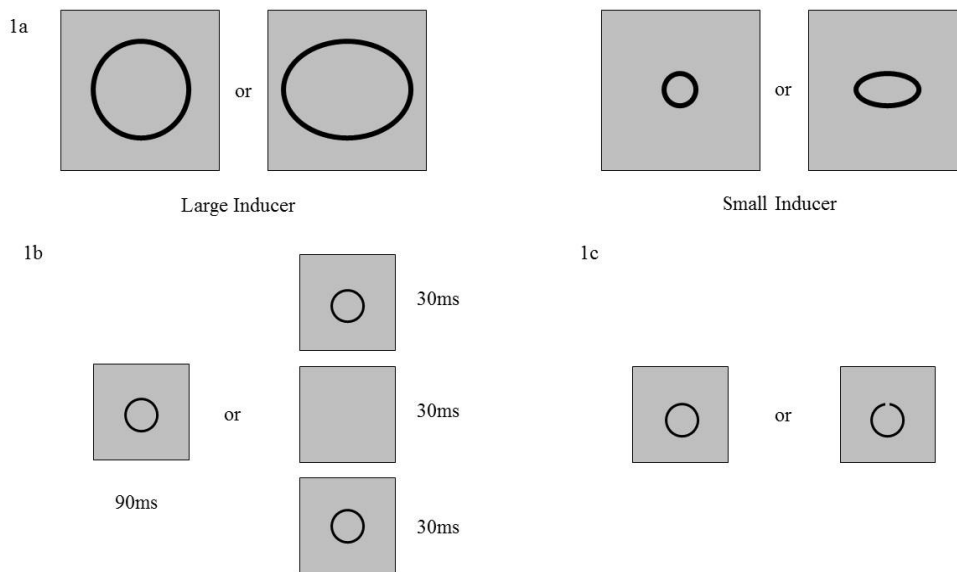 1a
or
or
Large Inducer
Small Inducer
1b
1c
30ms
or
30ms
or
90ms
30ms